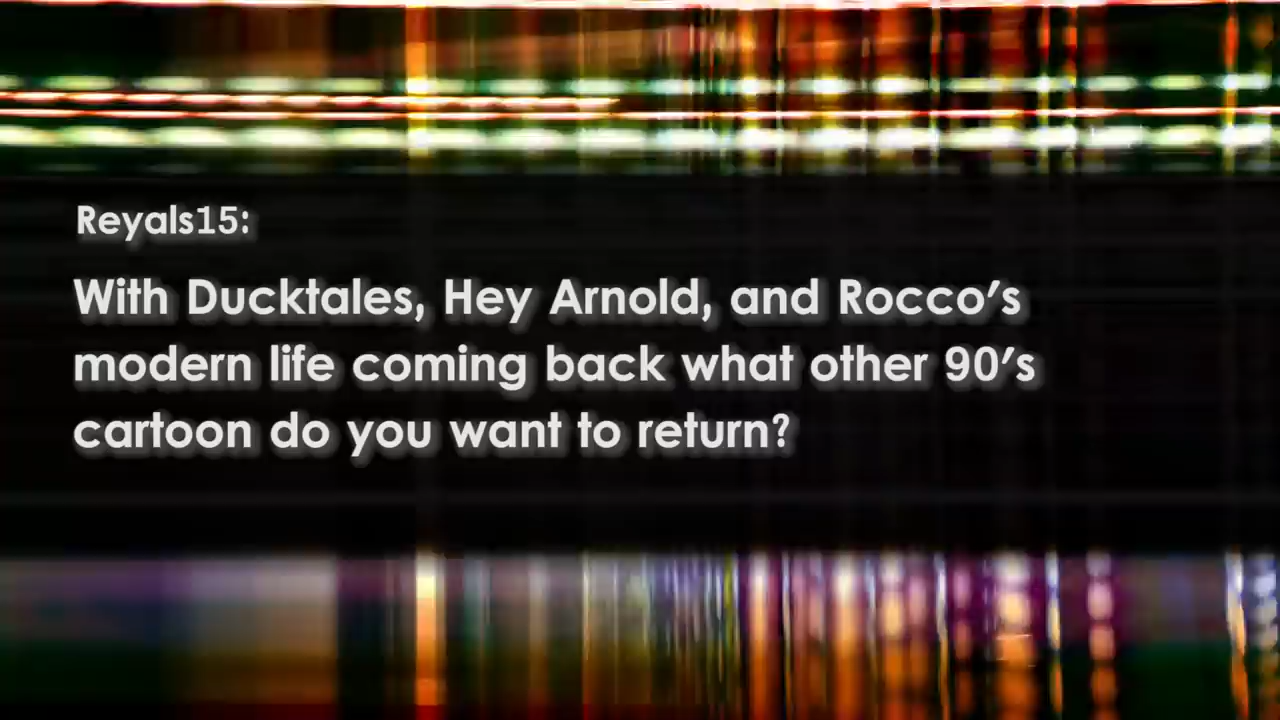 Reyals15:
With Ducktales, Hey Arnold, and Rocco's
modern life coming back what other 90's
cartoon do you want to return?